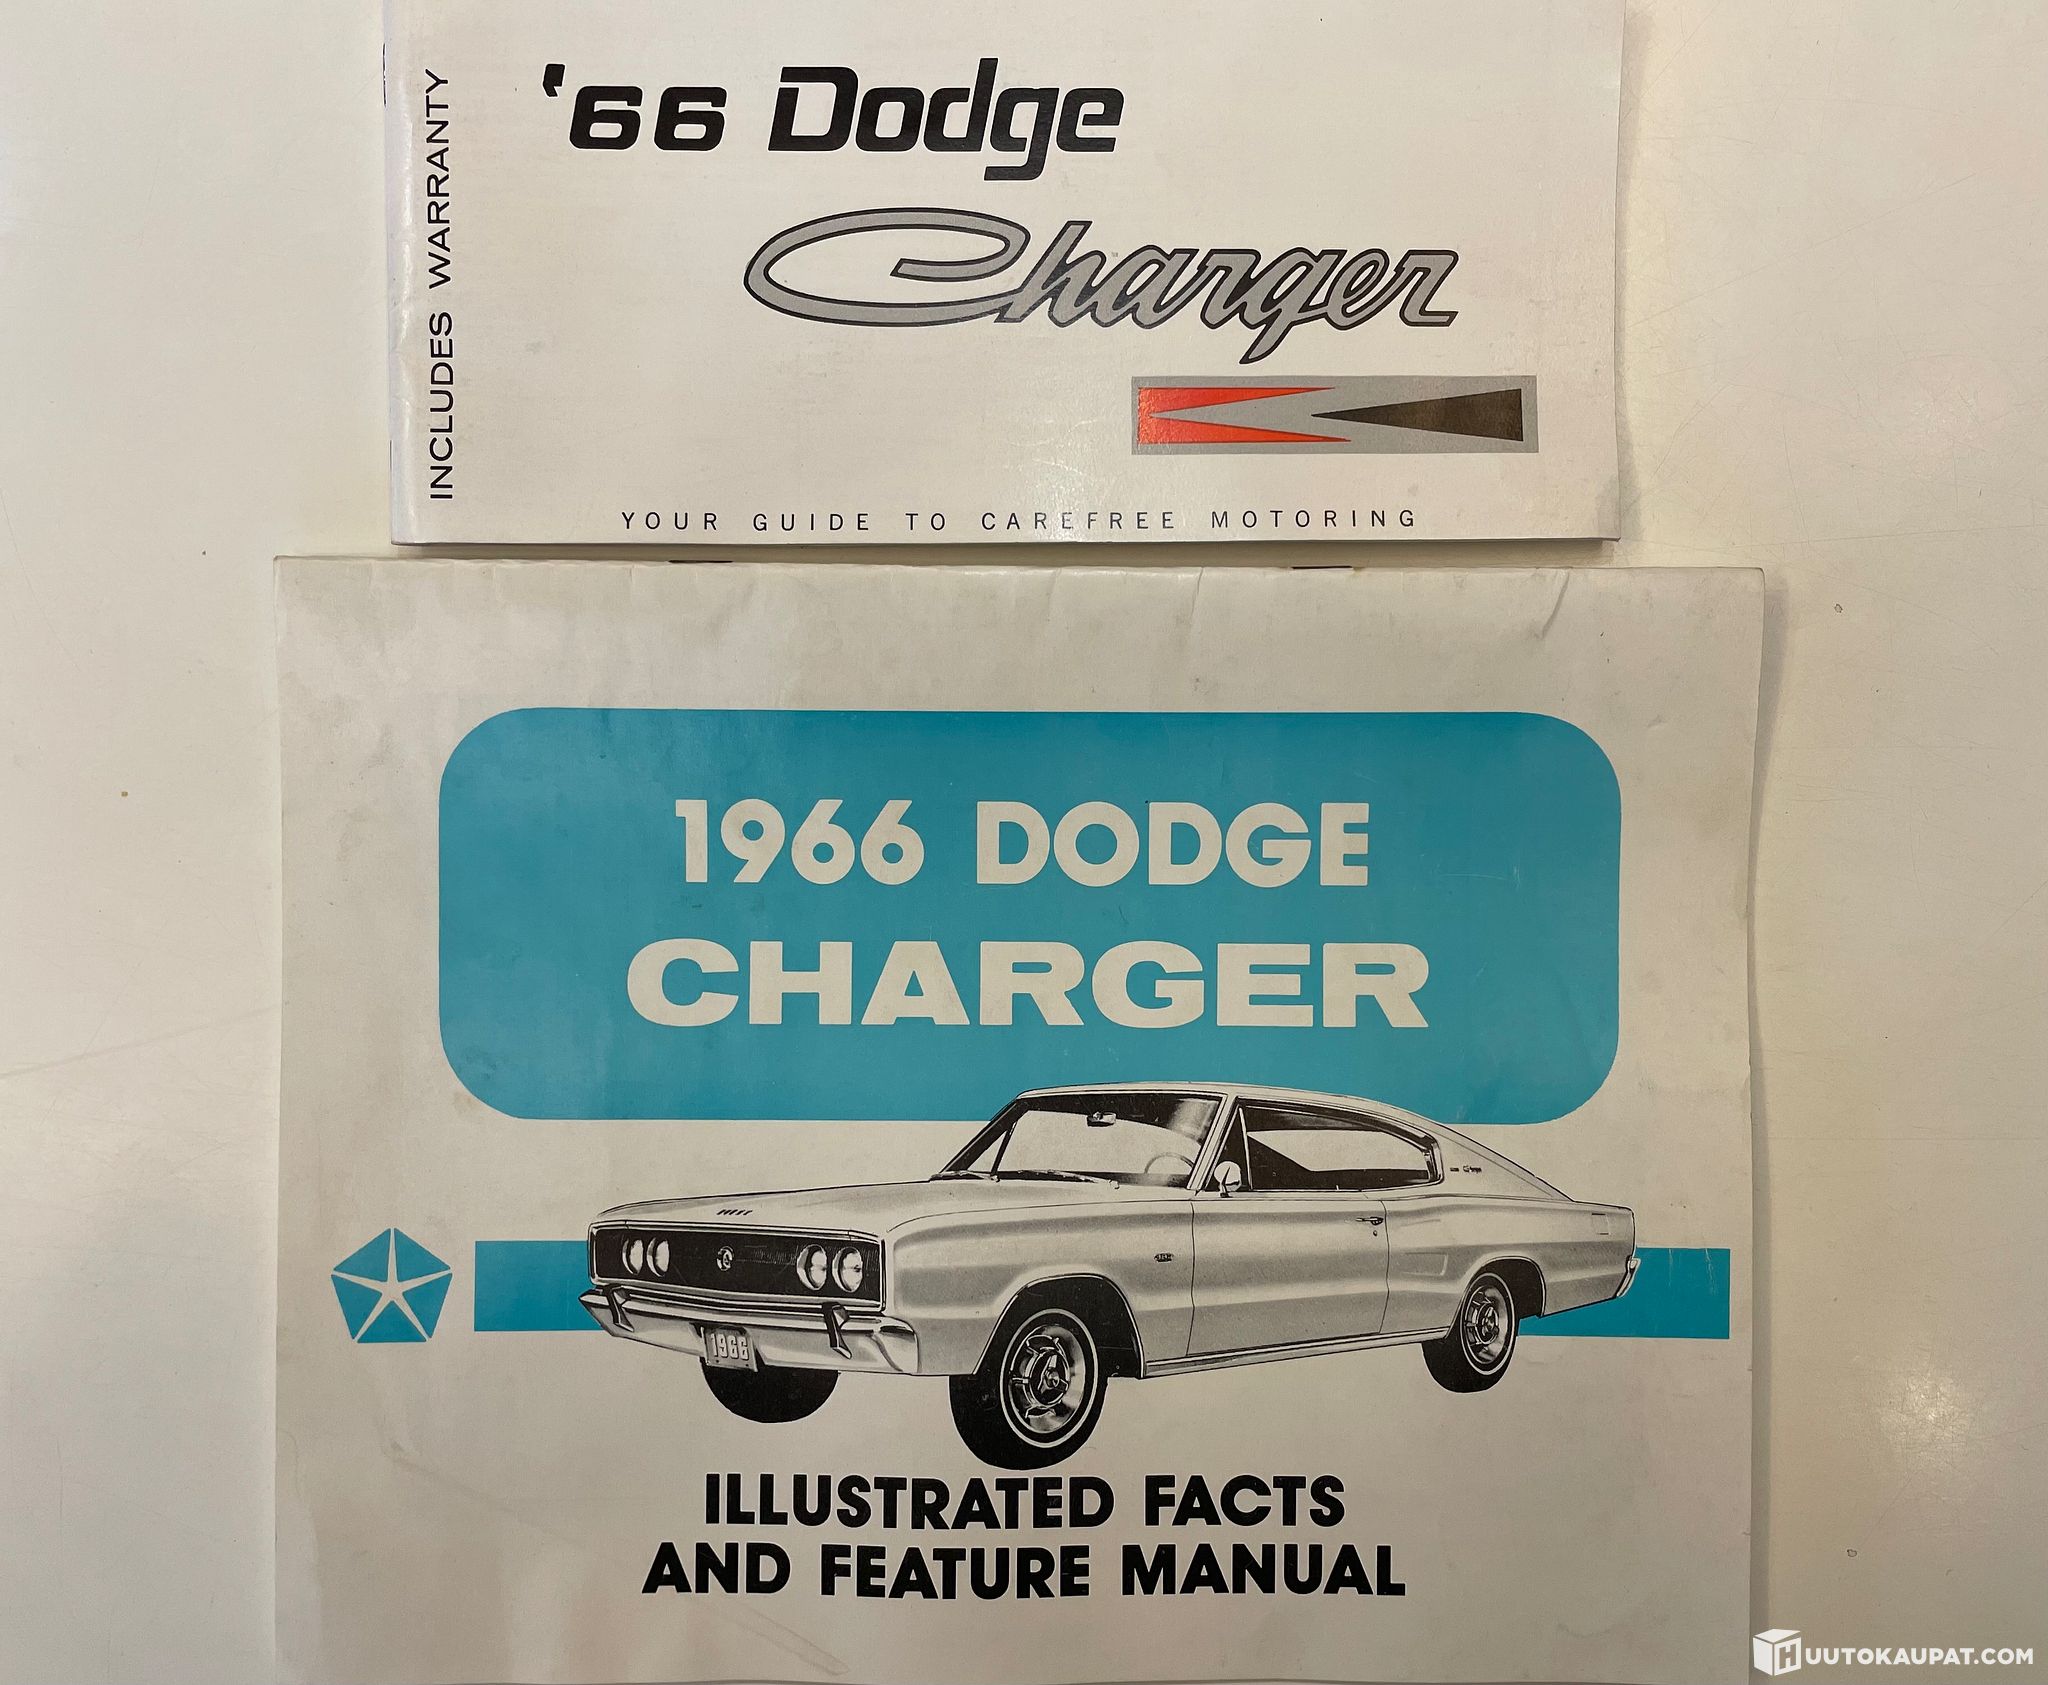 INCLUDES WARRANTY
'66 Dodge
Charger
YOUR GUIDE TO CAREFREE MOTORING
1966 DODGE
CHARGER
1966
ILLUSTRATED FACTS
AND FEATURE MANUAL
HUUTOKAUPAT.COM